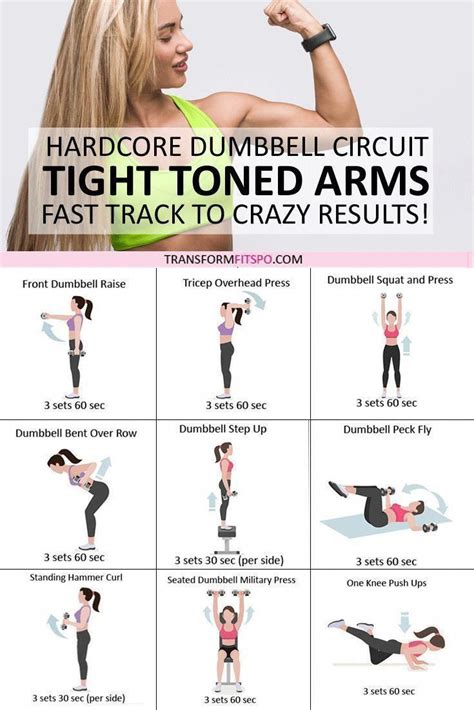 HARDCORE DUMBBELL CIRCUIT
TIGHT TONED ARMS
FAST TRACK TO CRAZY RESULTS!
TRANSFORMFITSPO.COM
Front Dumbbell Raise
3 sets 60 sec
Tricep Overhead Press
3 sets 60 sec
Dumbbell Squat and Press
3 sets 60 sec
Dumbbell Bent Over Row
3 sets 60 sec
Dumbbell Step Up
3 sets 30 sec (per side)
Dumbbell Peck Fly
3 sets 60 sec
Standing Hammer Curl
3 sets 30 sec (per side)
Seated Dumbbell Military Press
3 sets 60 sec
One Knee Push Ups
3 sets 60 sec